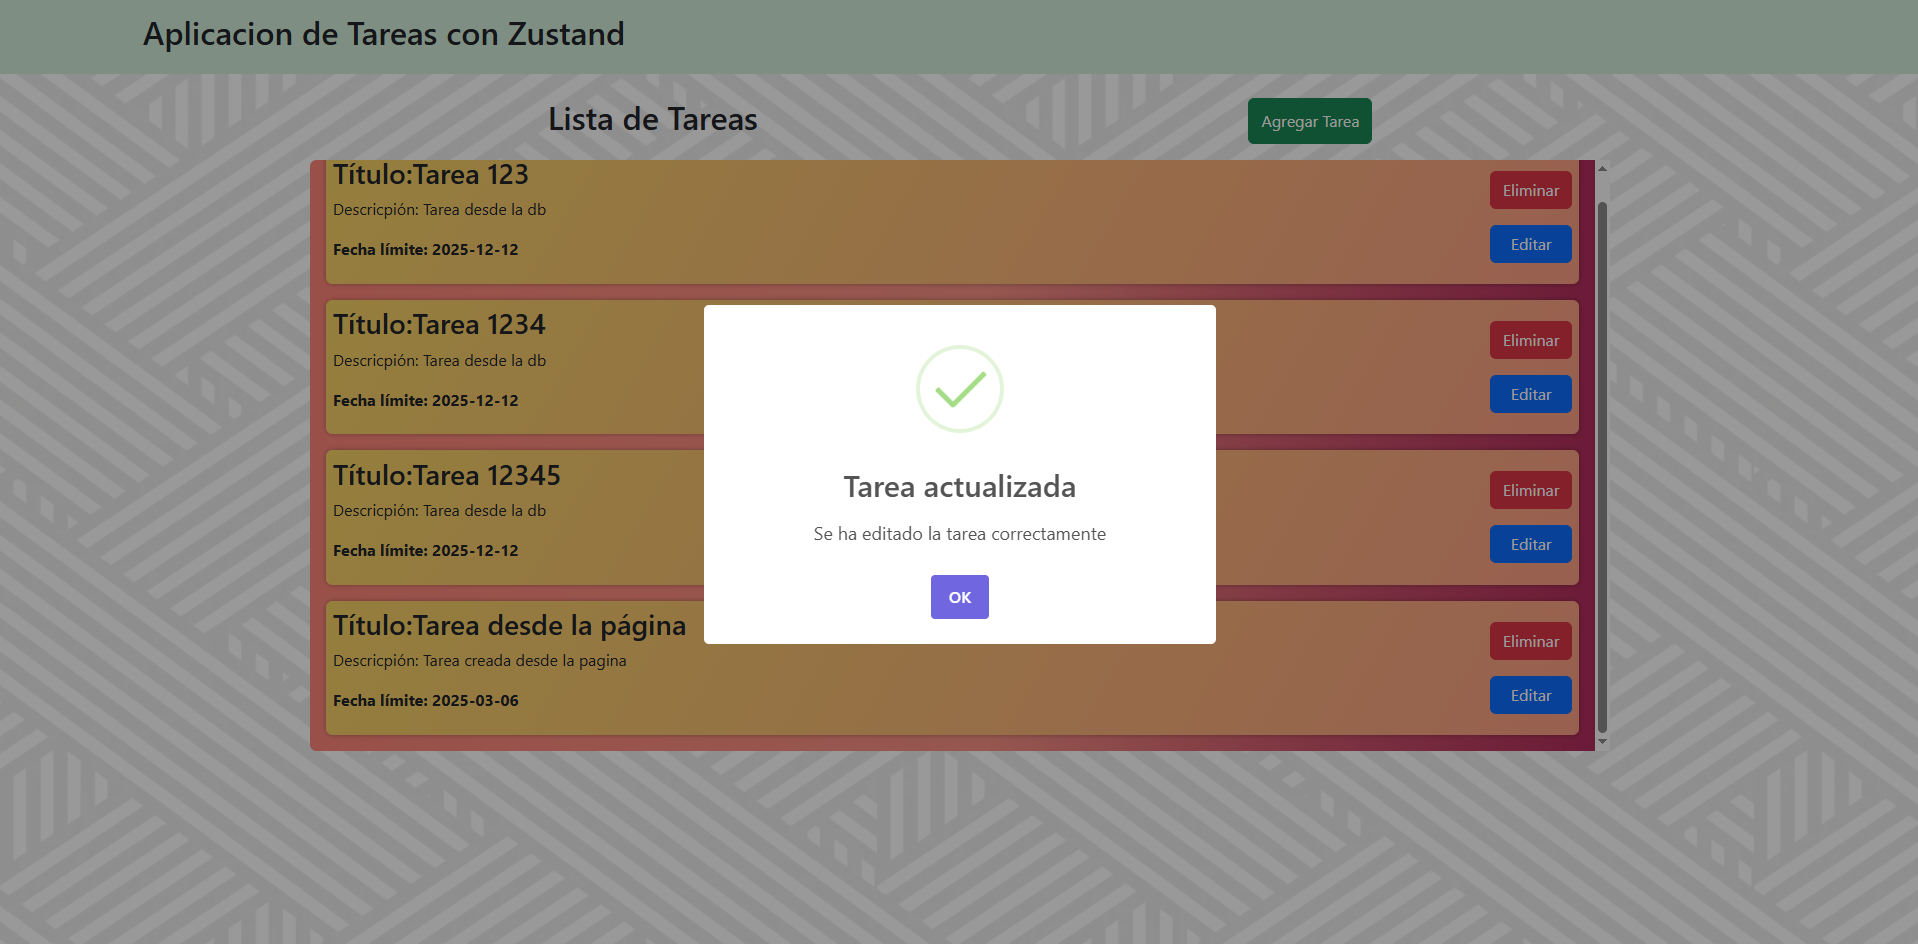 Aplicacion de Tareas con Zustand
Lista de Tareas
Agregar Tarea
Título:Tarea 123
Descricpión: Tarea desde la db
Fecha límite: 2025-12-12
Eliminar
Editar
Título:Tarea 1234
Descricpión: Tarea desde la db
Fecha límite: 2025-12-12
Eliminar
Editar
Título:Tarea 12345
Descricpión: Tarea desde la db
Fecha límite: 2025-12-12
Eliminar
Editar
Título:Tarea desde la página
Descricpión: Tarea creada desde la pagina
Fecha límite: 2025-03-06
Eliminar
Editar
Tarea actualizada
Se ha editado la tarea correctamente
OK